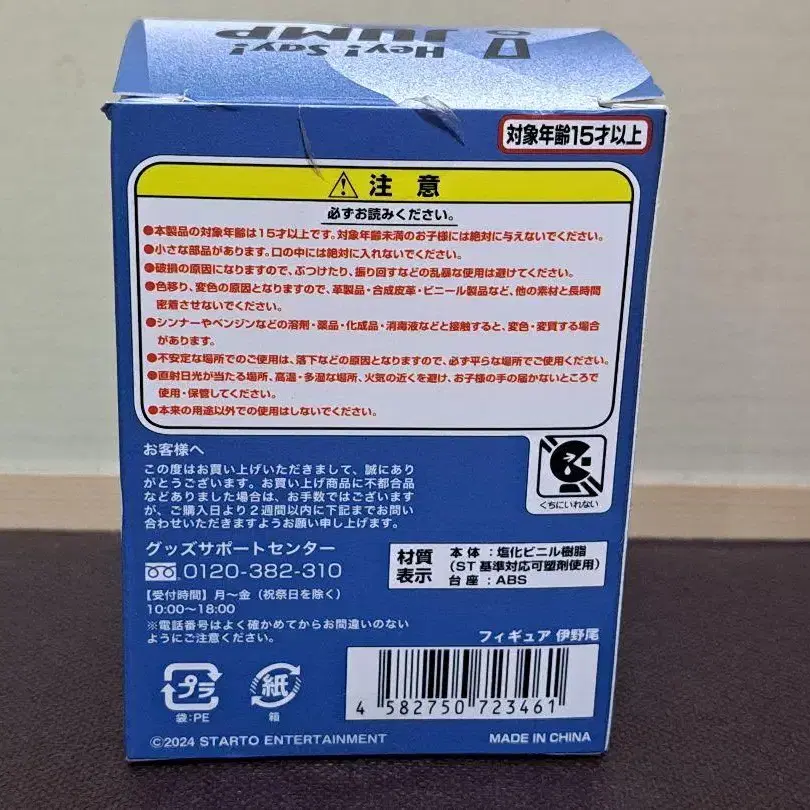 Hey! Say!
JUMP
対象年齢15才以上
注意
必ずお読みください。
●本製品の対象年齢は15才以上です。対象年齢未満のお子様には絶対に与えないでください。
●小さな部品があります。口の中には絶対に入れないでください。
●破損の原因になりますので、ぶつけたり、振り回すなどの乱暴な使用は避けてください。
●色移り、変色の原因となりますので、革製品・合成皮革・ビニール製品など、他の素材と長時間
密着させないでください。
●シンナーやベンジンなどの溶剤・薬品・化成品・消毒液などと接触すると、変色・変質する場合
があります。
●不安定な場所でのご使用は、落下などの原因となりますので、必ず平らな場所でご使用ください。
●直射日光が当たる場所、高温・多湿な場所、火気の近くを避け、お子様の手の届かないところで
使用・保管してください。
●本来の用途以外での使用はしないでください。
くちにいれない
お客様へ
この度はお買い上げいただきまして、誠にあり
がとうございます。お買い上げ商品に不都合品
などありました場合は、お手数ではございます
が、ご購入日より2週間以内に下記までお問い
合わせいただきますようお願い申し上げます。
グッズサポートセンター
0120-382-310
【受付時間】月〜金（祝祭日を除く）
10:00〜18:00
※電話番号はよく確かめてからお間違いのない
ようにご注意ください。
材質
表示
本体：塩化ビニル樹脂
（ST基準対応可塑剤使用）
台座：ABS
フィギュア 伊野尾
4 582750 723461
プラ
袋:PE
紙
箱
©2024 STARTO ENTERTAINMENT
MADE IN CHINA